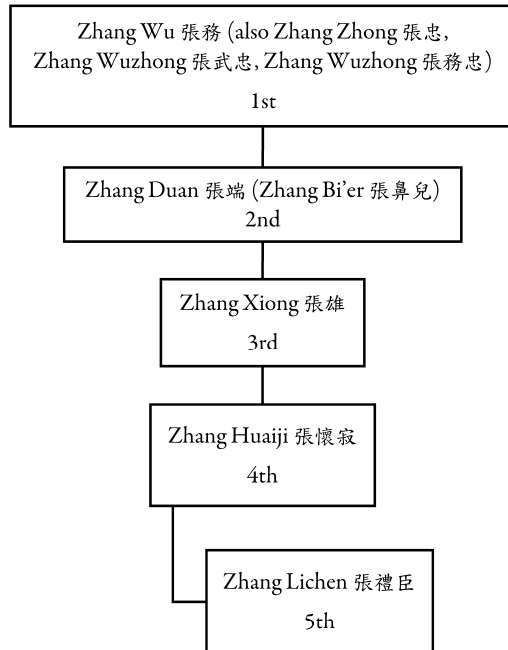 Zhang Wu 張務 (also Zhang Zhong 張忠,
Zhang Wuzhong 張武忠, Zhang Wuzhong 張務忠)
1st
Zhang Duan 張端 (Zhang Bi’er 張鼻兒)
2nd
Zhang Xiong 張雄
3rd
Zhang Huaiji 張懷寂
4th
Zhang Lichen 張禮臣
5th